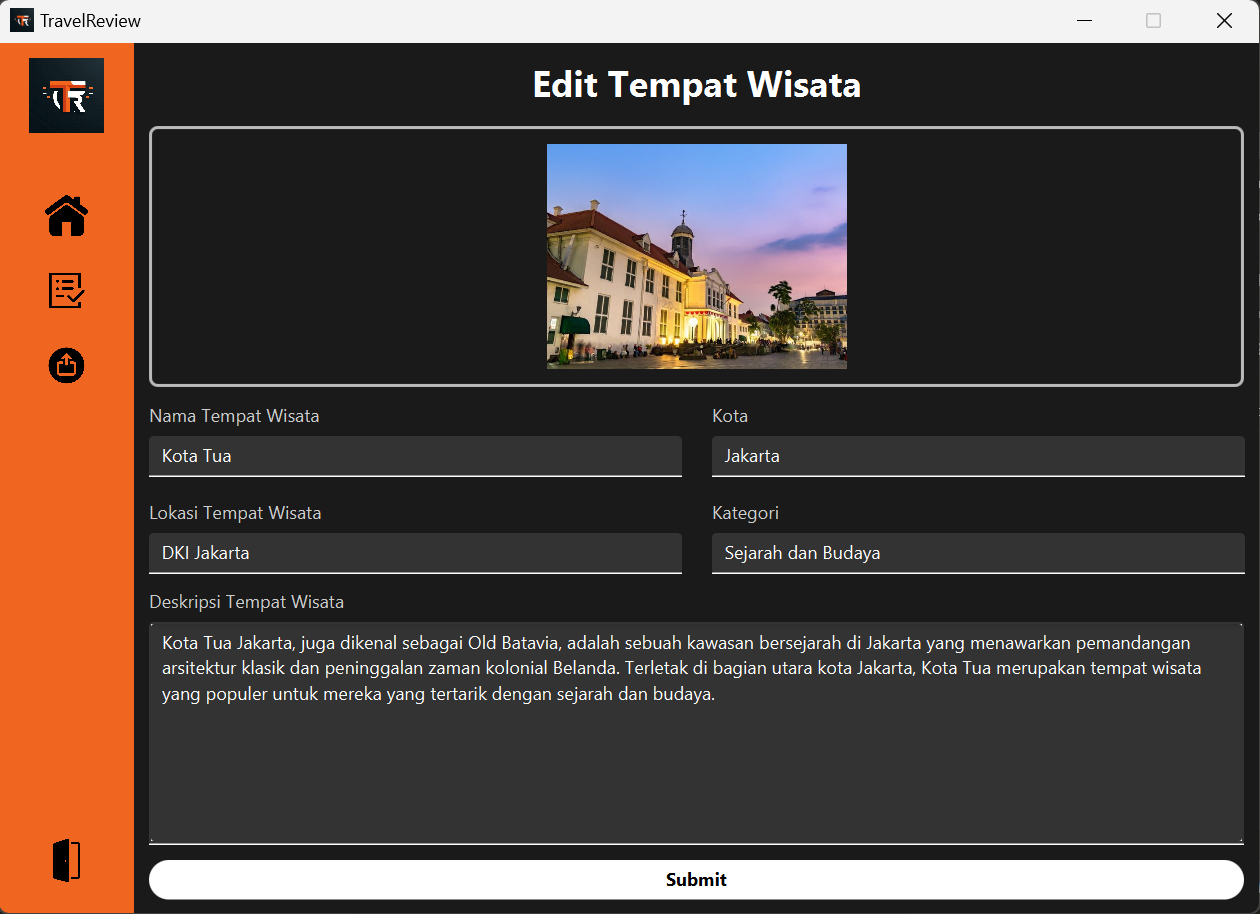 TravelReview
TR
Edit Tempat Wisata
Nama Tempat Wisata
Kota
Kota Tua
Jakarta
Lokasi Tempat Wisata
Kategori
DKI Jakarta
Sejarah dan Budaya
Deskripsi Tempat Wisata
Kota Tua Jakarta, juga dikenal sebagai Old Batavia, adalah sebuah kawasan bersejarah di Jakarta yang menawarkan pemandangan
arsitektur klasik dan peninggalan zaman kolonial Belanda. Terletak di bagian utara kota Jakarta, Kota Tua merupakan tempat wisata
yang populer untuk mereka yang tertarik dengan sejarah dan budaya.
Submit